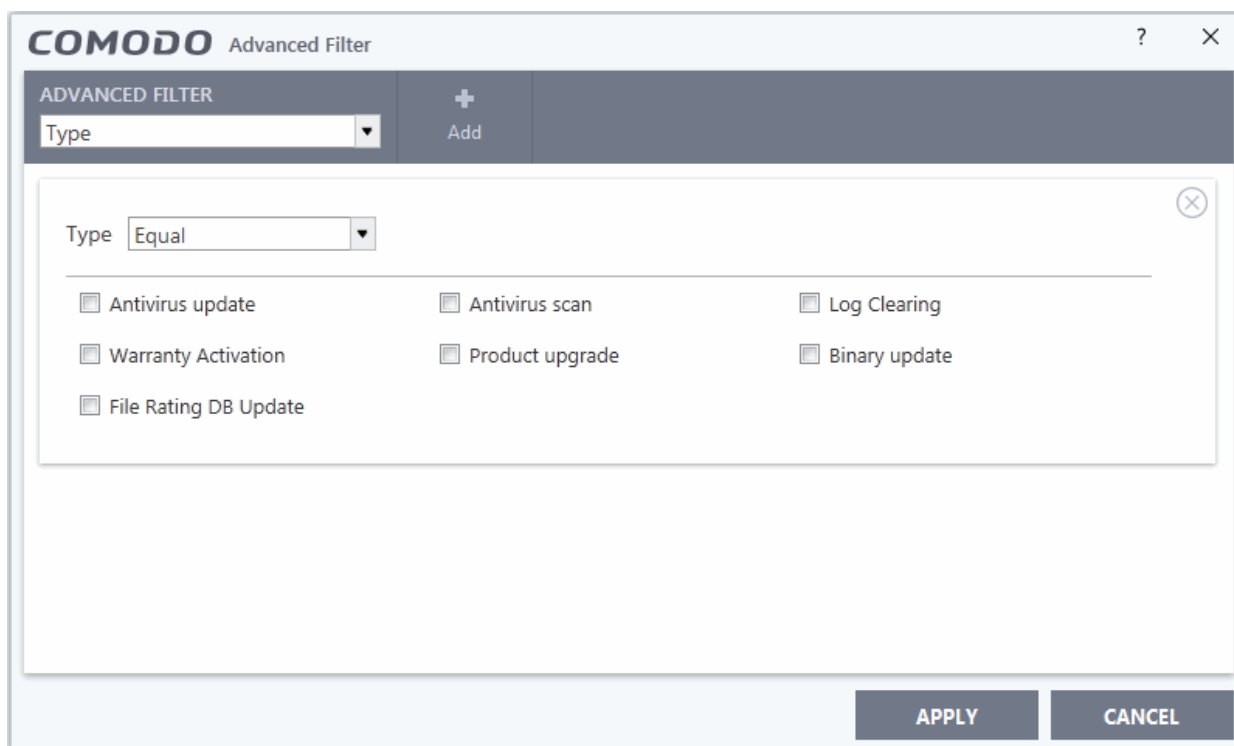 COMODO Advanced Filter ?
ADVANCED FILTER
Type
Add
Type Equal
Antivirus update Antivirus scan Log Clearing
Warranty Activation Product upgrade Binary update
File Rating DB Update
APPLY CANCEL